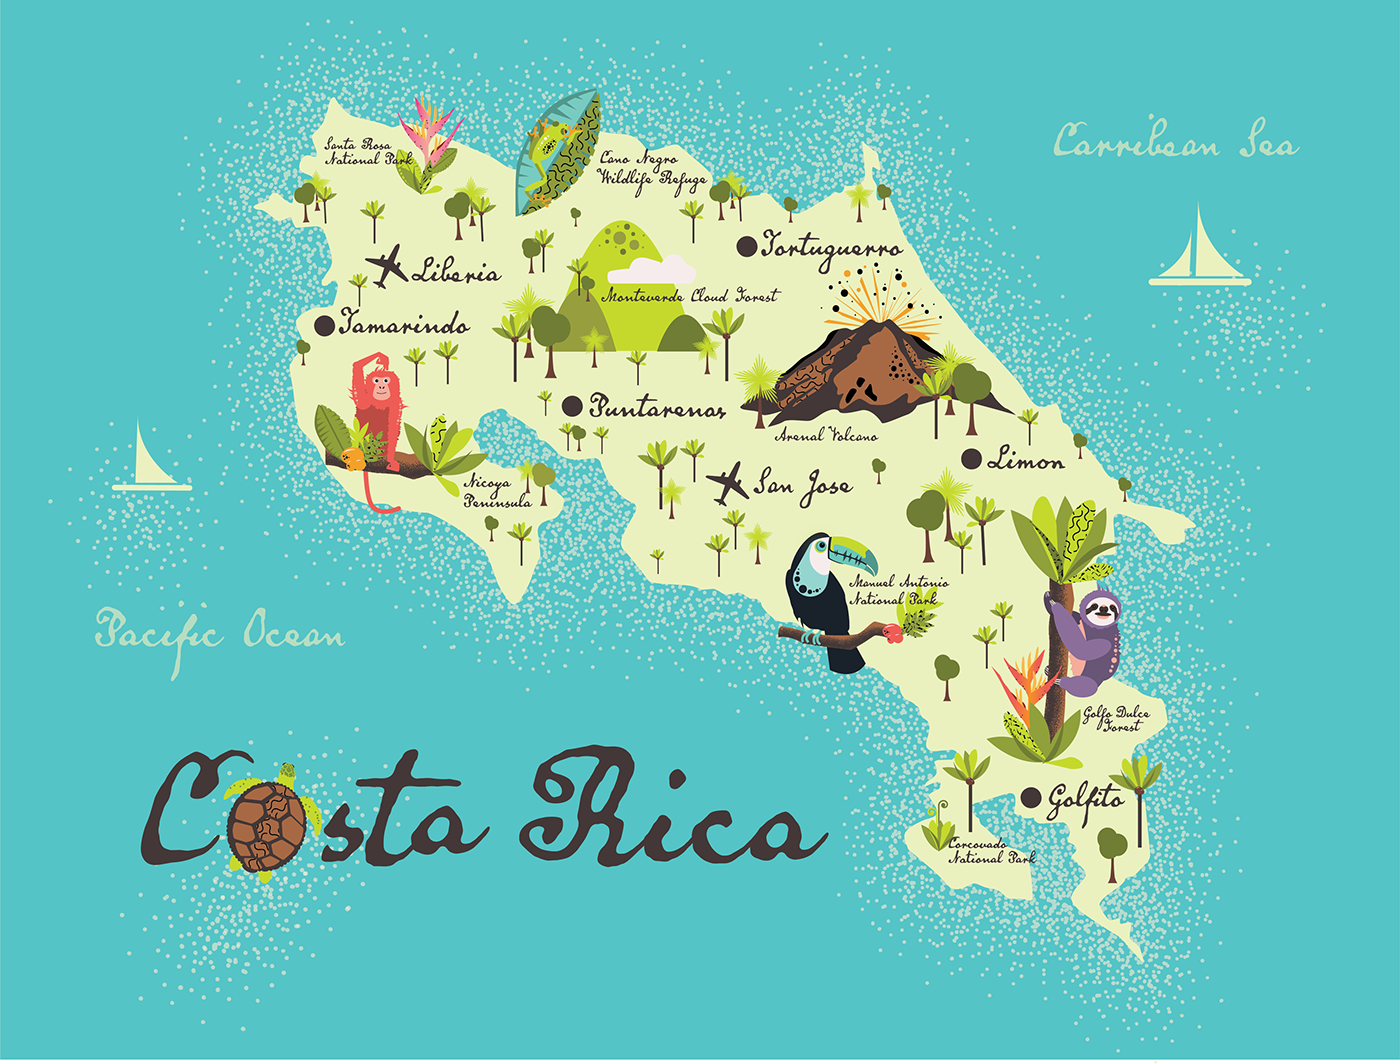 Carribean Sea
Santa Rosa
National Park
Cano Negro
Wildlife Refuge
Tortuguerro
Liberia
Monteverde Cloud Forest
Tamarindo
Puntarenas
Arenal Volcano
Limon
San Jose
Nicoya
Peninsula
Manuel Antonio
National Park
Pacific Ocean
Golfo Dulce
Forest
Golfito
Costa Rica
Corcovado
National Park